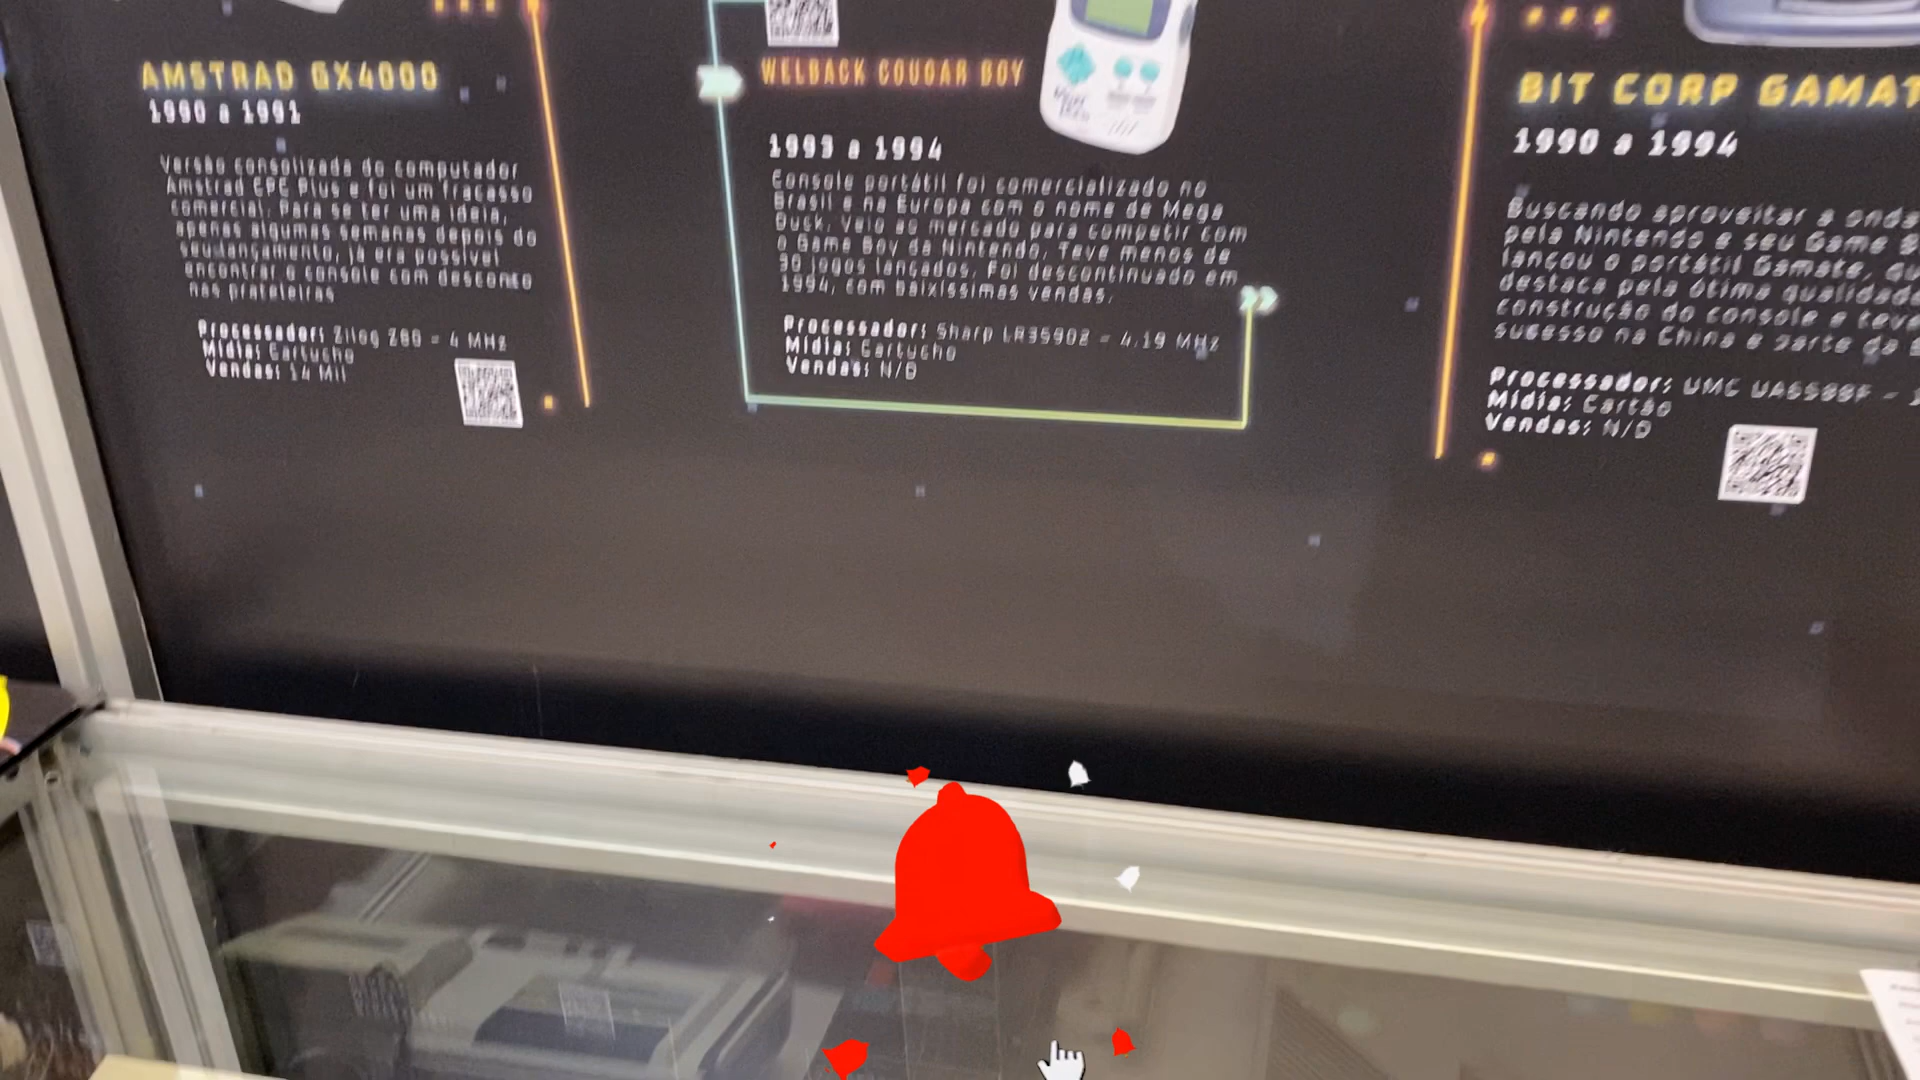 AMSTRAD GX4000
1990 a 1991
Versão consolizada do computador
Amstrad CPC Plus e foi um fracasso
comercial. Para se ter uma ideia,
apenas algumas semanas depois do
seu lançamento, já era possível
encontrar o console com desconto
nas prateleiras
Processador: Zilog Z80 - 4 MHz
Mídia: Cartucho
Vendas: 14 Mil
WELBACK COUGAR BOY
1993 a 1994
Console portátil foi comercializado no
Brasil e na Europa com o nome de Mega
Duck. Veio ao mercado para competir com
o Game Boy da Nintendo. Teve menos de
30 jogos lançados. Foi descontinuado em
1994, com baixíssimas vendas.
Processador: Sharp LR35902 - 4.19 MHz
Mídia: Cartucho
Vendas: N/D
BIT CORP GAMAT
1990 a 1994
Buscando aproveitar a onda
pela Nintendo e seu Game B
lançou o portátil Gamate, qu
destaca pela ótima qualidade
construção do console e teve
sucesso na China e parte da
Processador: UMC UA6588F - 1
Mídia: Cartão
Vendas: N/D